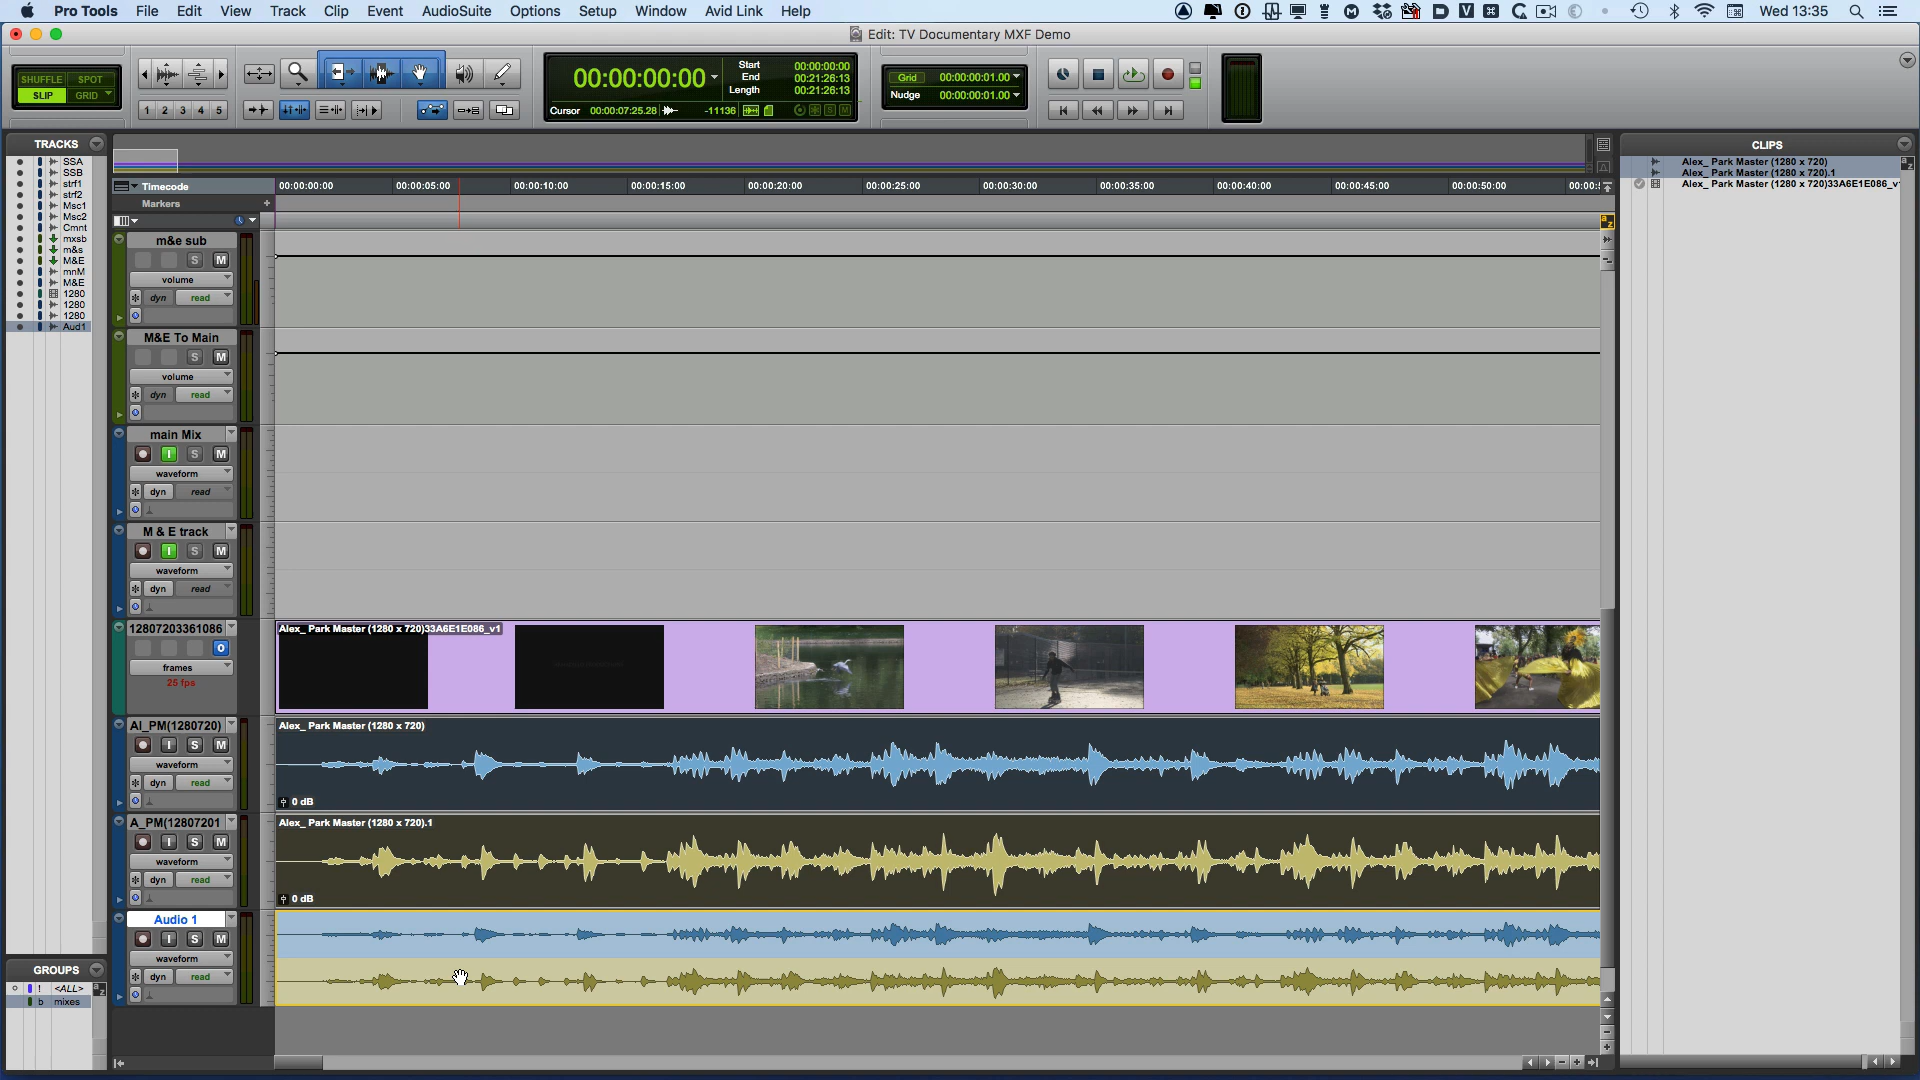 Pro Tools File Edit View Track Clip Event AudioSuite Options Setup Window Avid Link Help Wed 13:35
Edit: TV Documentary MXF Demo
SHUFFLE SPOT
SLIP GRID
1 2 3 4 5
00:00:00:00
Start 00:00:00:00
End 00:21:26:13
Length 00:21:26:13
Cursor 00:00:07:25.28 -11136
Grid 00:00:00:01.00
Nudge 00:00:00:01.00
TRACKS
SSA
SSB
strf1
strf2
Msc1
Msc2
Cmnt
mxsb
m&s
M&E
mnM
M&E
1280
1280
1280
Aud1
GROUPS
! <ALL>
b mixes
Timecode
00:00:00:00 00:00:05:00 00:00:10:00 00:00:15:00 00:00:20:00 00:00:25:00 00:00:30:00 00:00:35:00 00:00:40:00 00:00:45:00 00:00:50:00 00:00:
Markers
m&e sub
S M
volume
dyn read
M&E To Main
S M
volume
dyn read
main Mix
I S M
waveform
dyn read
M & E track
I S M
waveform
dyn read
12807203361086
O
frames
25 fps
Alex_ Park Master (1280 x 720)33A6E1E086_v1
Al_PM(1280720)
I S M
waveform
dyn read
Alex_ Park Master (1280 x 720)
0 dB
A_PM(12807201
I S M
waveform
dyn read
Alex_ Park Master (1280 x 720).1
0 dB
Audio 1
I S M
waveform
dyn read
CLIPS
Alex_ Park Master (1280 x 720)
Alex_ Park Master (1280 x 720).1
Alex_ Park Master (1280 x 720)33A6E1E086_v